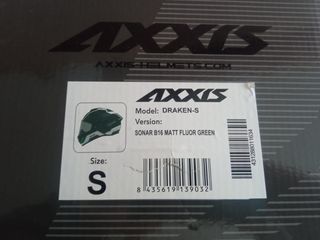 AXXIS
AXXISHELMETS.COM
AXXIS
Model: DRAKEN-S
Version:
SONAR B16 MATT FLUOR GREEN
Size:
S
8 435619 139032